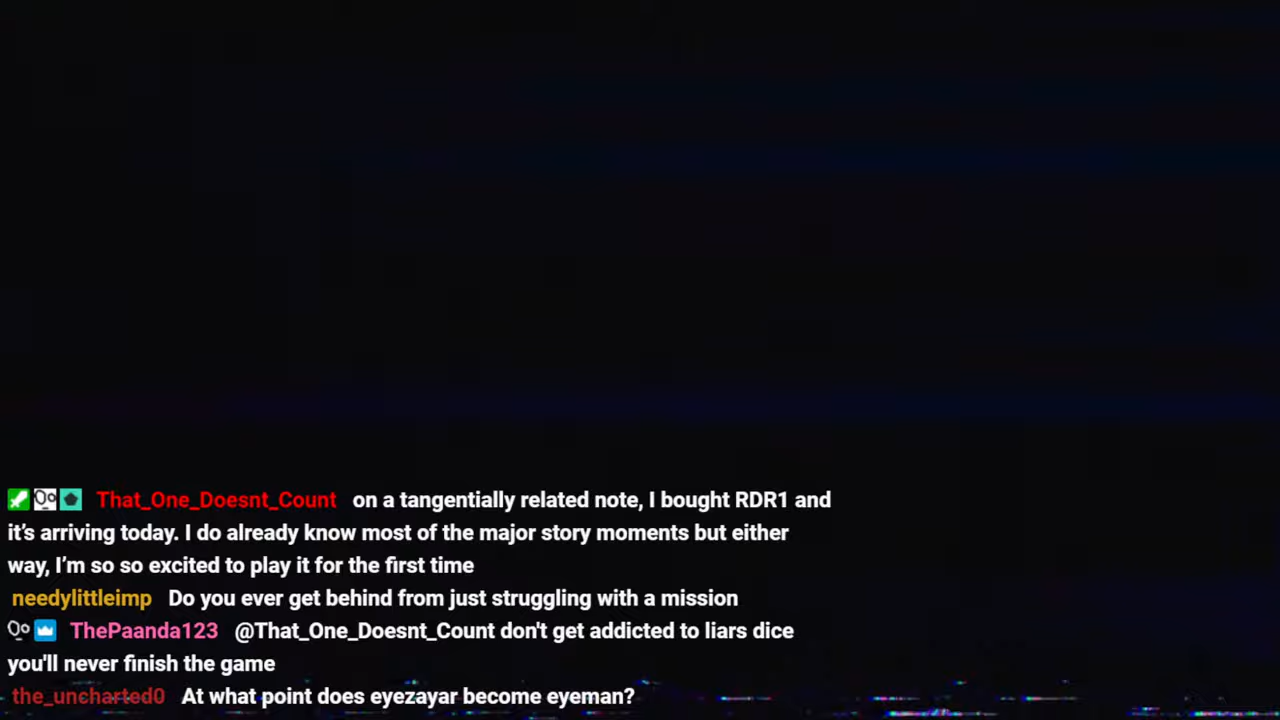 That_One_Doesnt_Count on a tangentially related note, I bought RDR1 and
it's arriving today. I do already know most of the major story moments but either
way, I'm so so excited to play it for the first time
needylittleimp Do you ever get behind from just struggling with a mission
ThePaanda123 @That_One_Doesnt_Count don't get addicted to liars dice
you'll never finish the game
the_uncharted0 At what point does eyezayar become eyeman?